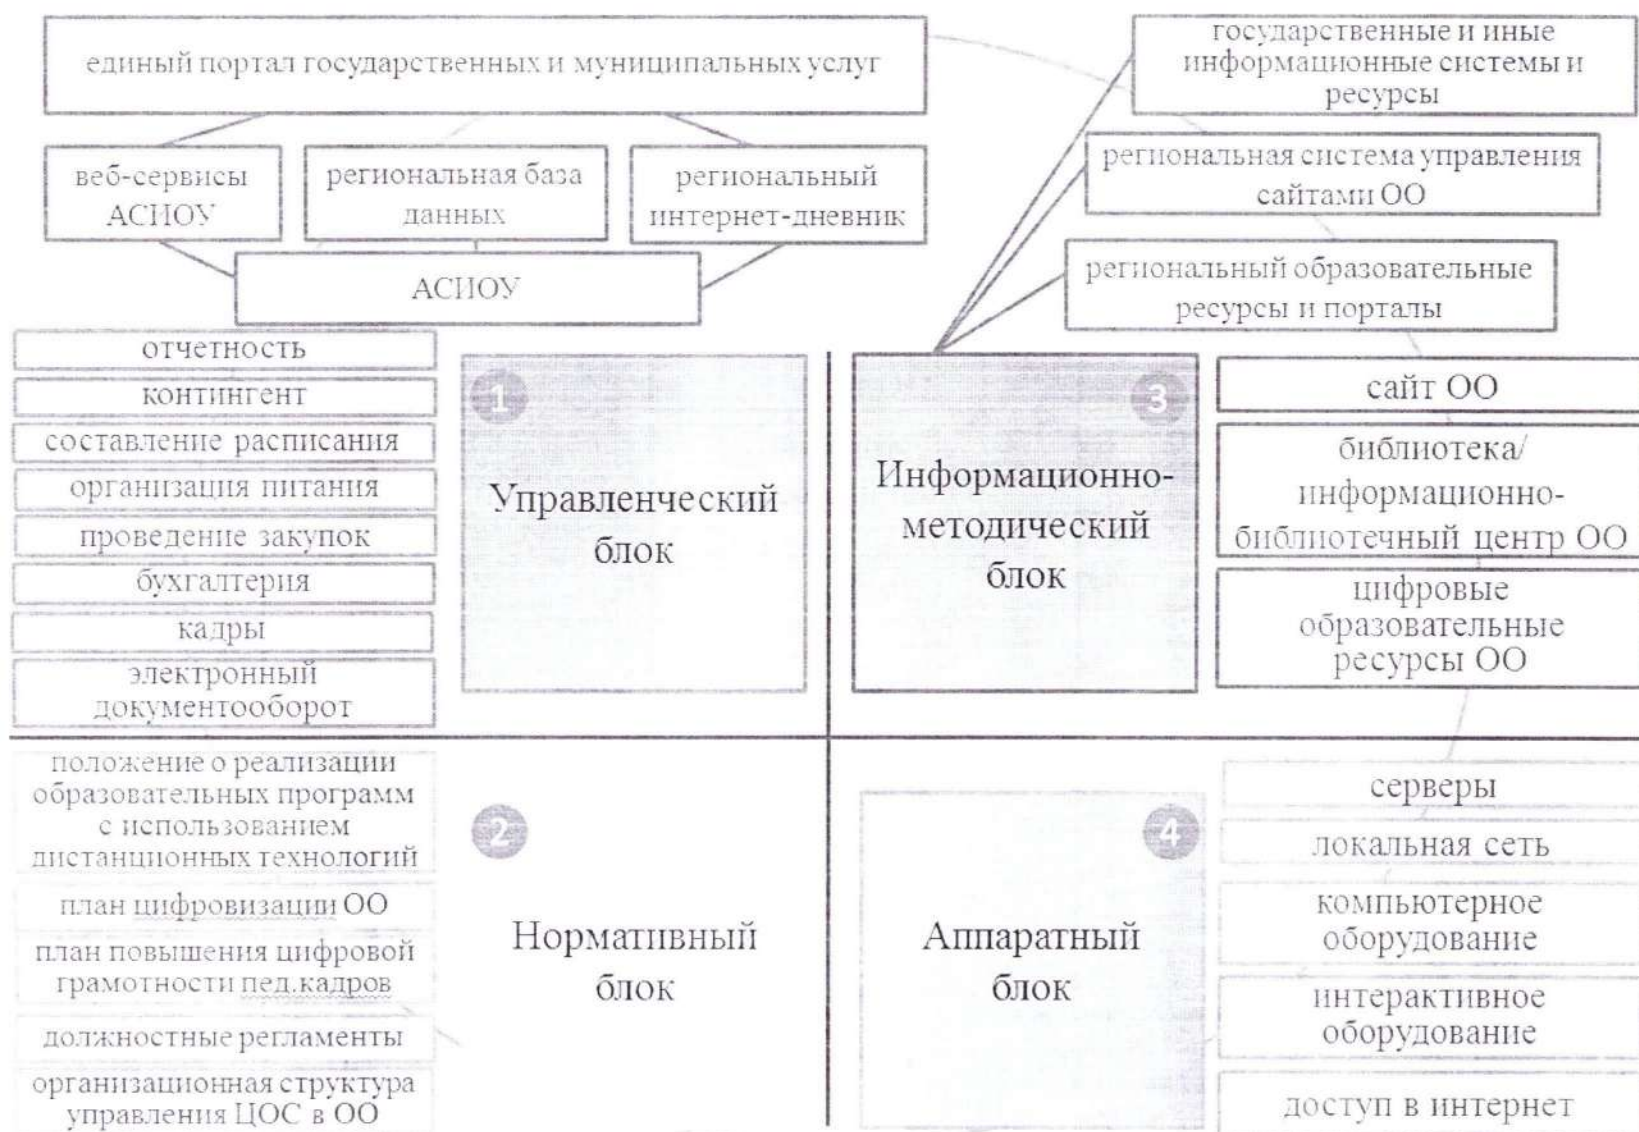 единый портал государственных и муниципальных услуг
веб-сервисы
АСИОУ
региональная база
данных
региональный
интернет-дневник
АСИОУ
государственные и иные
информационные системы и
ресурсы
региональная система управления
сайтами ОО
региональный образовательные
ресурсы и порталы
отчетность
контингент
составление расписания
организация питания
проведение закупок
бухгалтерия
кадры
электронный
документооборот
1
Управленческий
блок
3
Информационно-
методический
блок
сайт ОО
библиотека/
информационно-
библиотечный центр ОО
цифровые
образовательные
ресурсы ОО
положение о реализации
образовательных программ
с использованием
дистанционных технологий
план цифровизации ОО
план повышения цифровой
грамотности пед.кадров
должностные регламенты
организационная структура
управления ЦОС в ОО
2
Нормативный
блок
4
Аппаратный
блок
серверы
локальная сеть
компьютерное
оборудование
интерактивное
оборудование
доступ в интернет